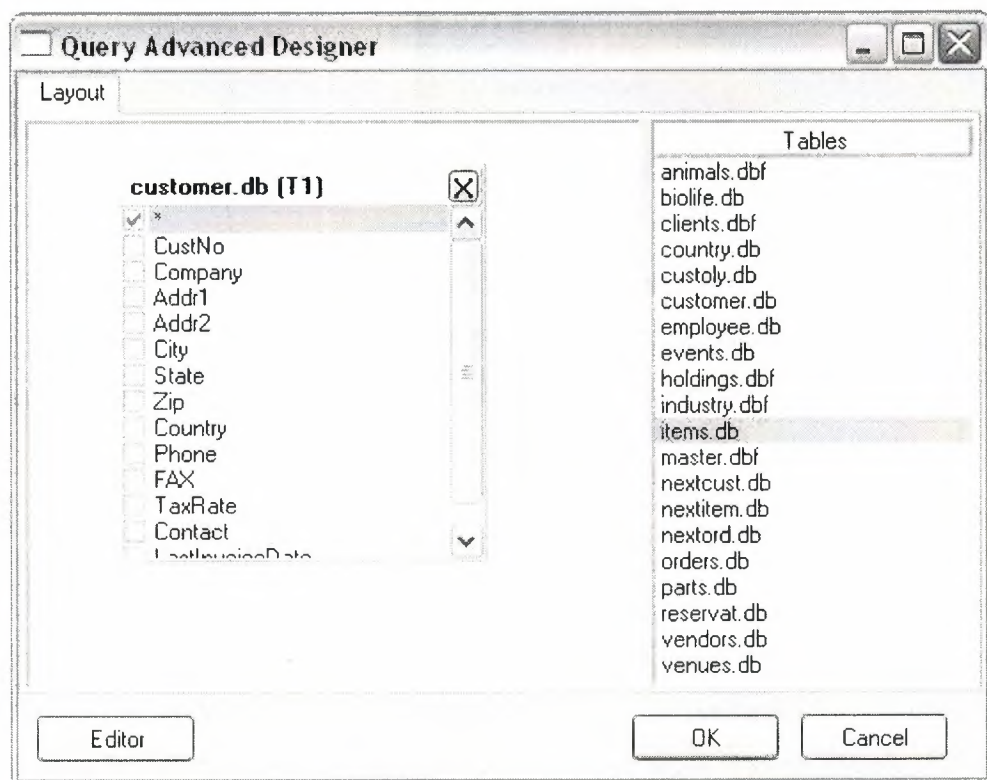 Query Advanced Designer
Layout
customer.db (T1)
*
CustNo
Company
Addr1
Addr2
City
State
Zip
Country
Phone
FAX
TaxRate
Contact
LastInvoiceDate
Tables
animals.dbf
biolife.db
clients.dbf
country.db
custoly.db
customer.db
employee.db
events.db
holdings.dbf
industry.dbf
items.db
master.dbf
nextcust.db
nextitem.db
nextord.db
orders.db
parts.db
reservat.db
vendors.db
venues.db
Editor
OK
Cancel